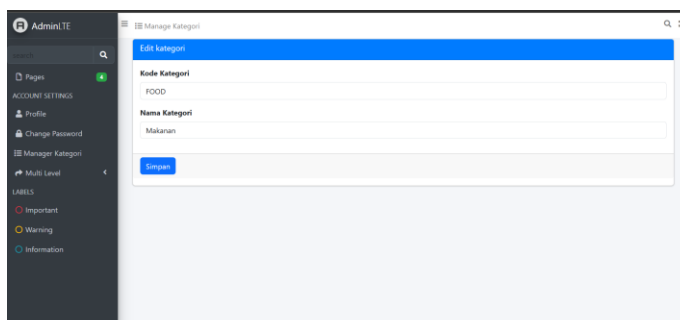 AdminLTE
Manage Kategori
search
Edit kategori
Pages 4
Kode Kategori
FOOD
ACCOUNT SETTINGS
Profile
Nama Kategori
Makanan
Change Password
Manager Kategori
Simpan
Multi Level
LABELS
Important
Warning
Information